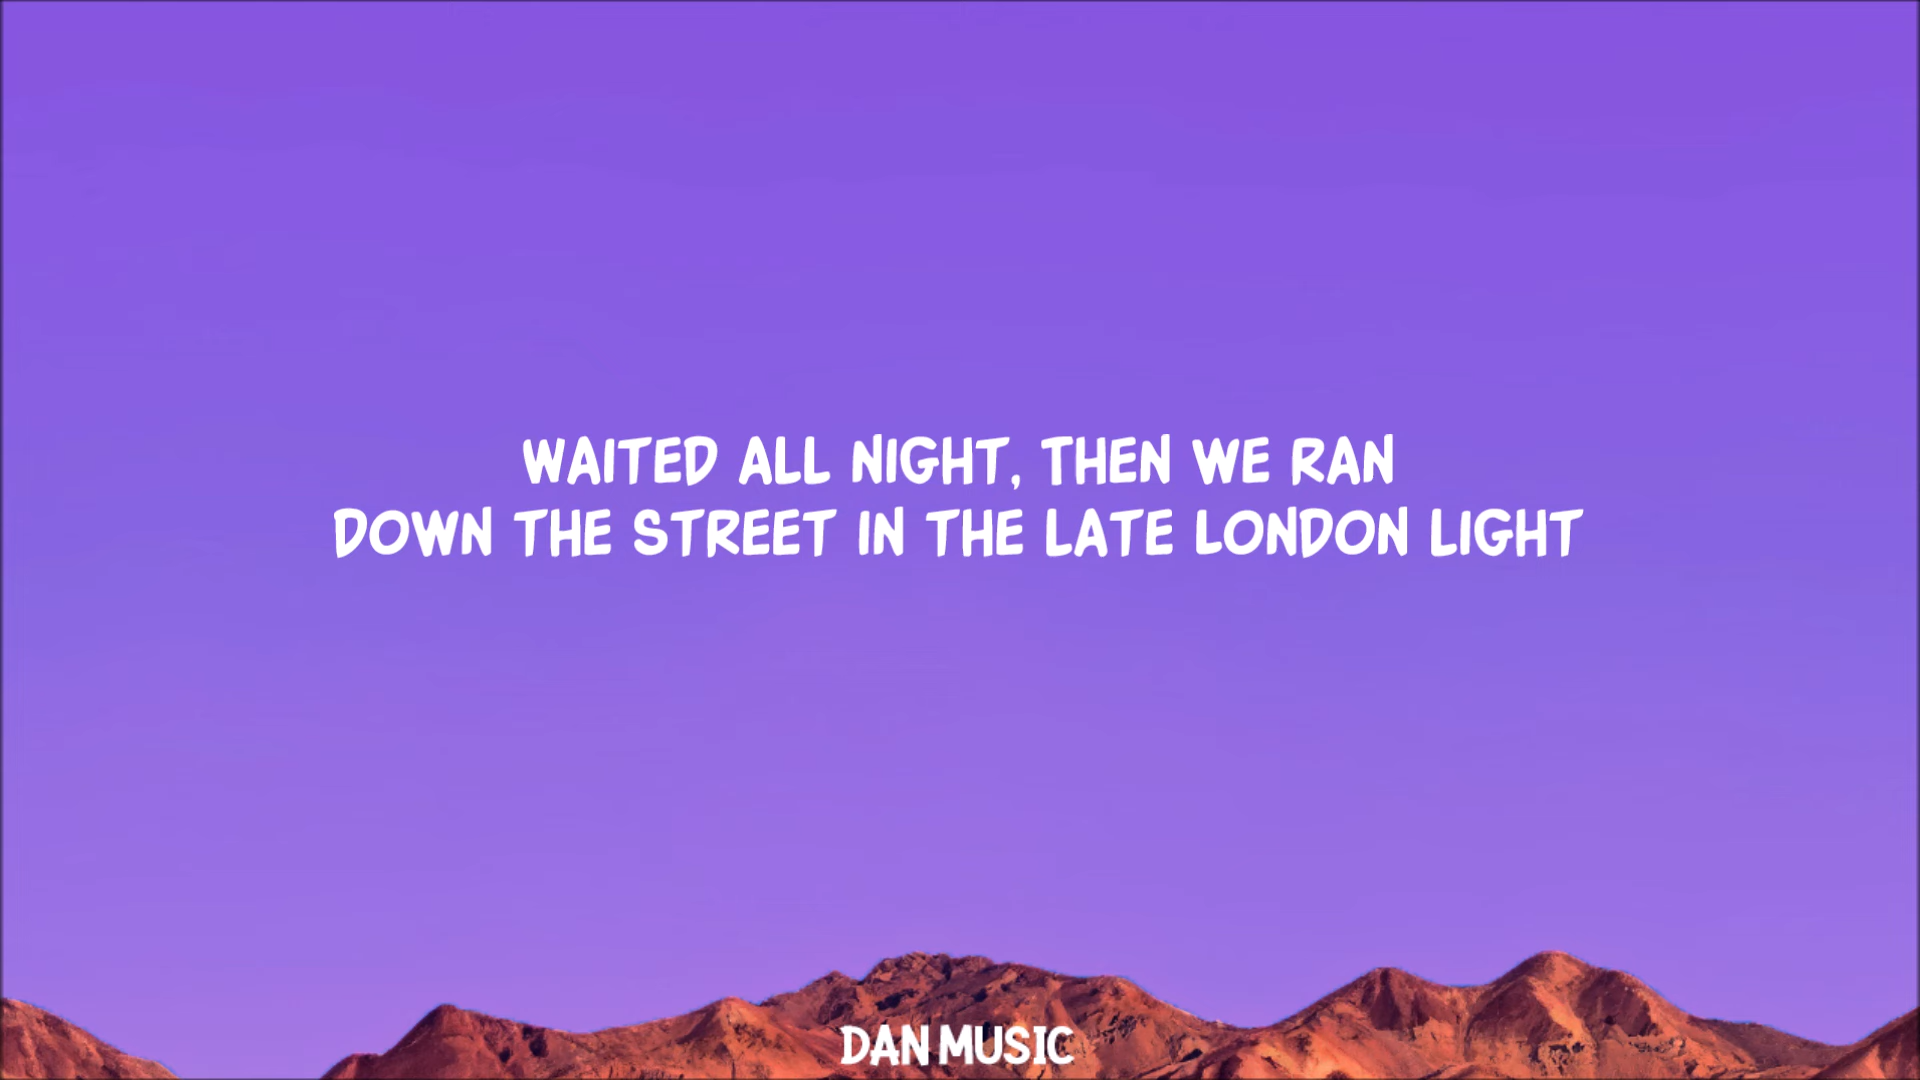 WAITED ALL NIGHT, THEN WE RAN
DOWN THE STREET IN THE LATE LONDON LIGHT
DAN MUSIC